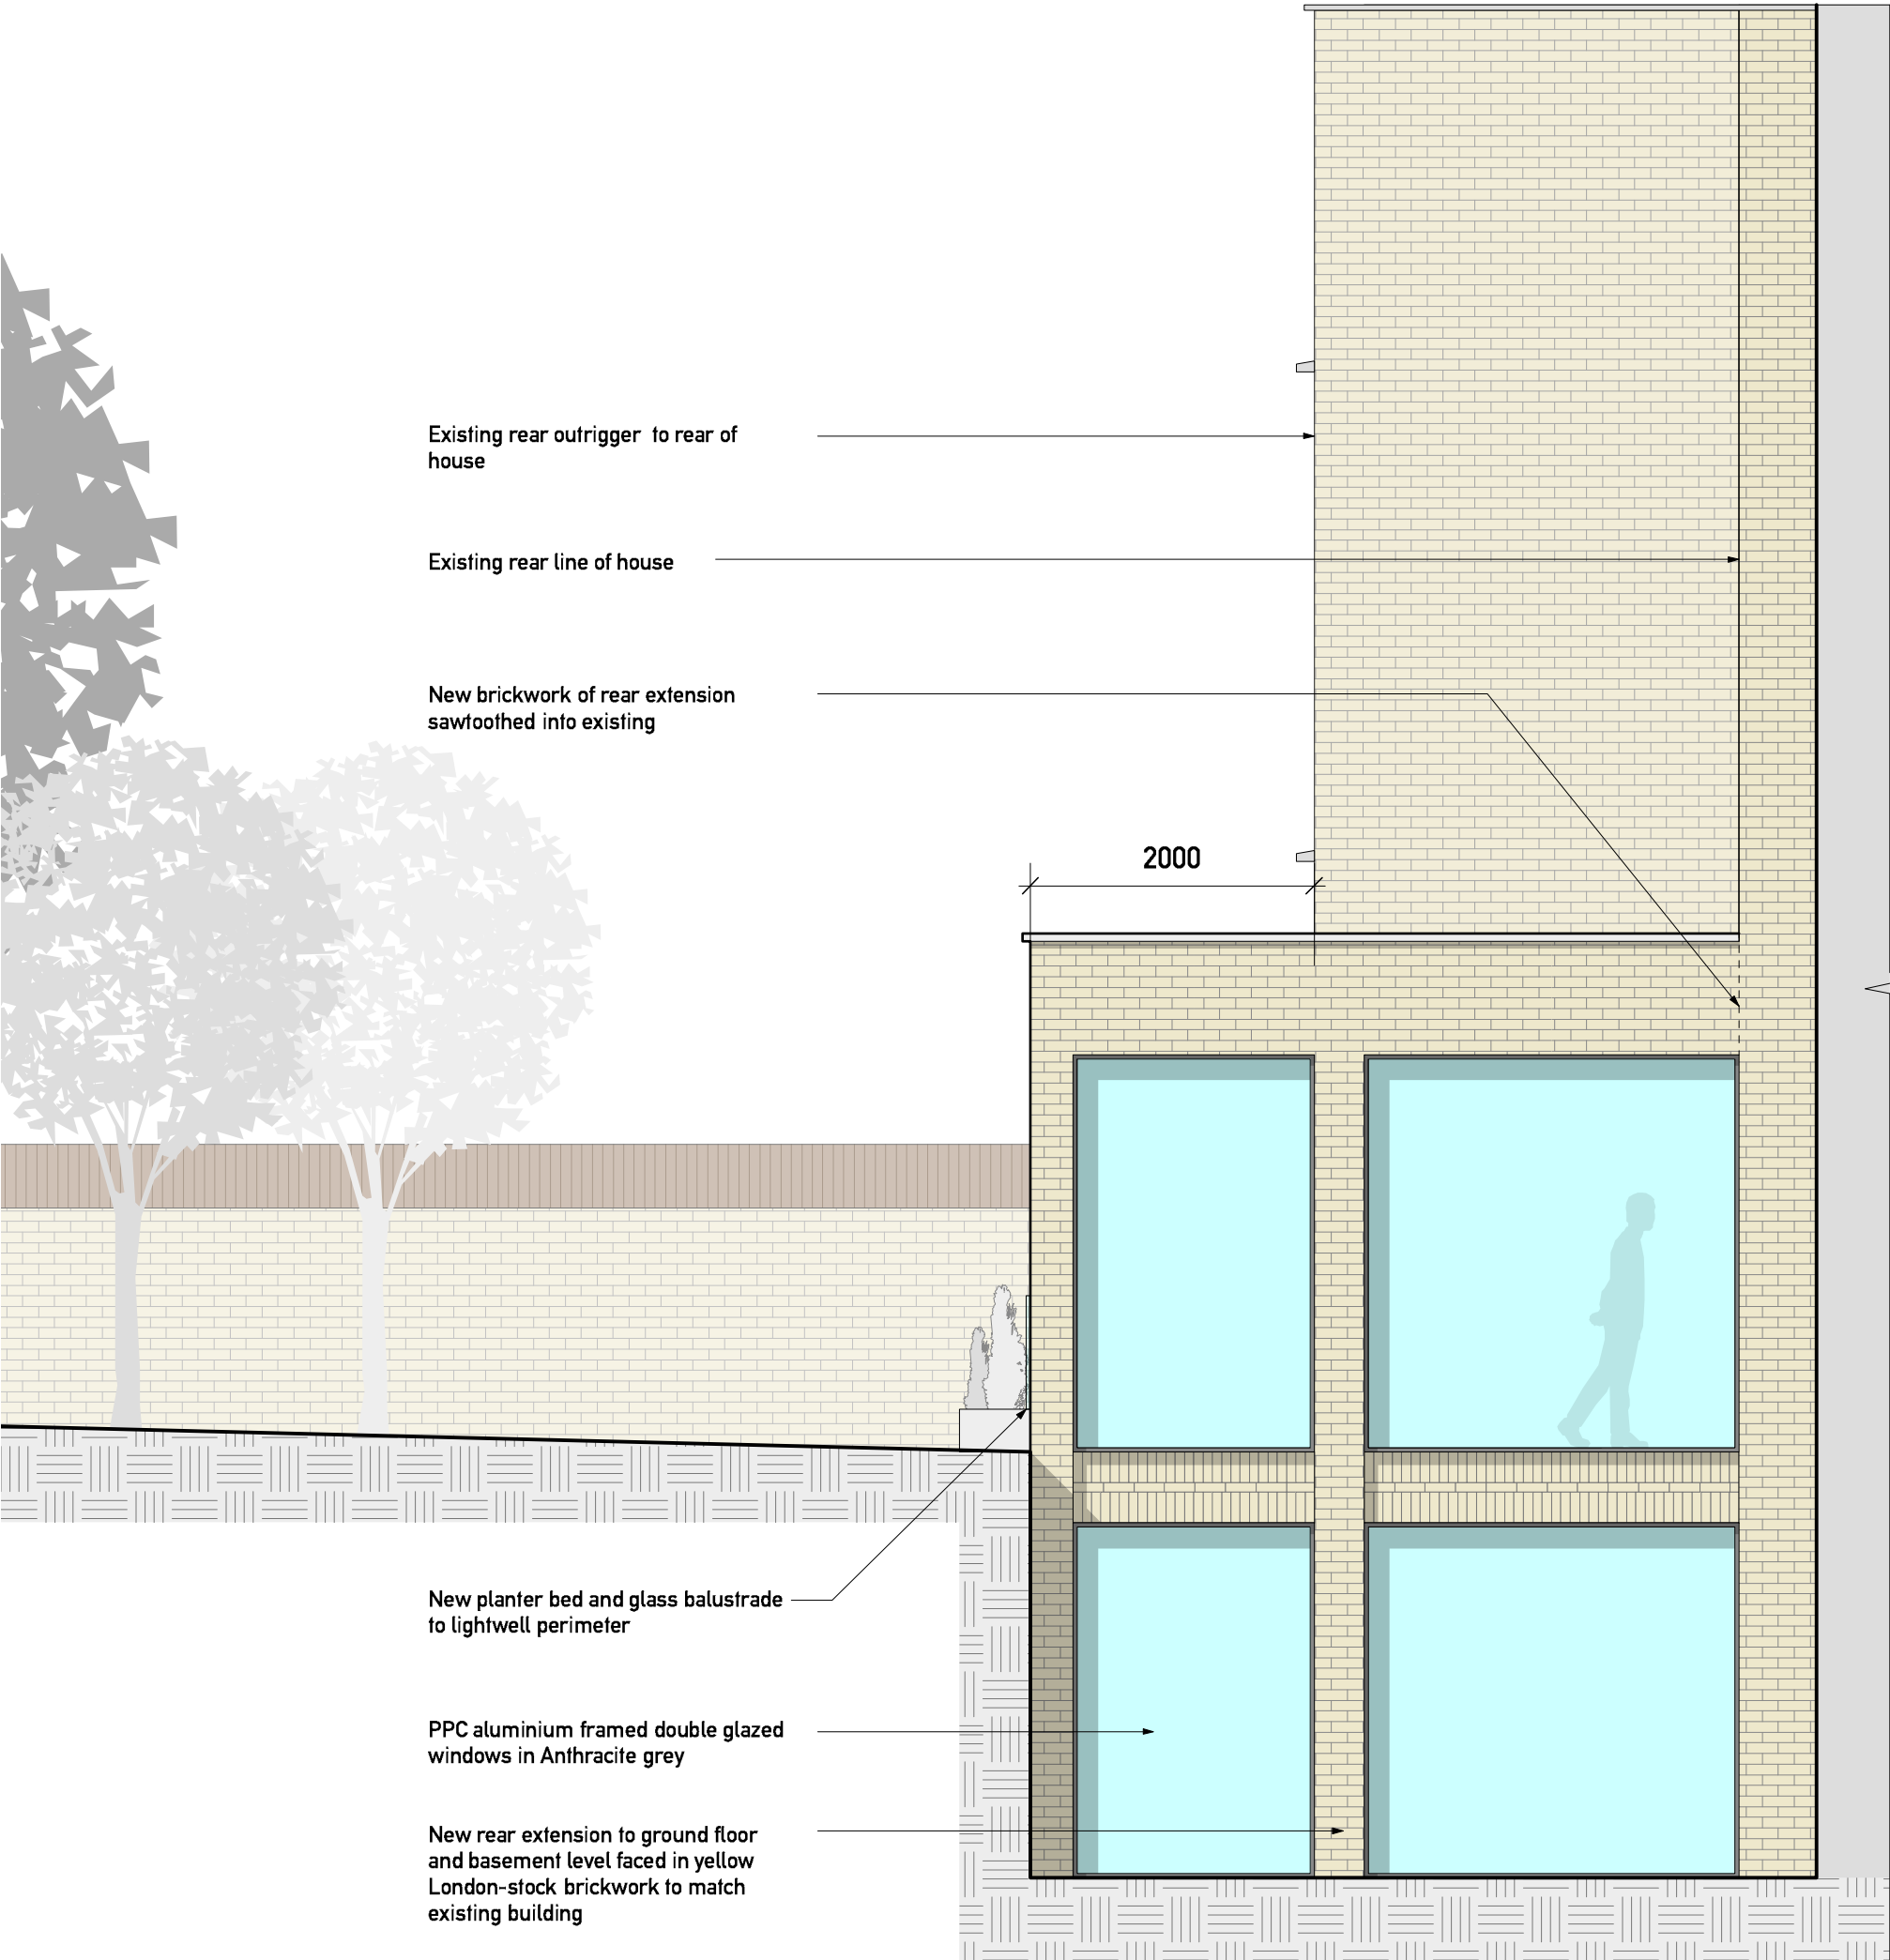 Existing rear outrigger to rear of
house
Existing rear line of house
New brickwork of rear extension
sawtoothed into existing
2000
New planter bed and glass balustrade
to lightwell perimeter
PPC aluminium framed double glazed
windows in Anthracite grey
New rear extension to ground floor
and basement level faced in yellow
London-stock brickwork to match
existing building